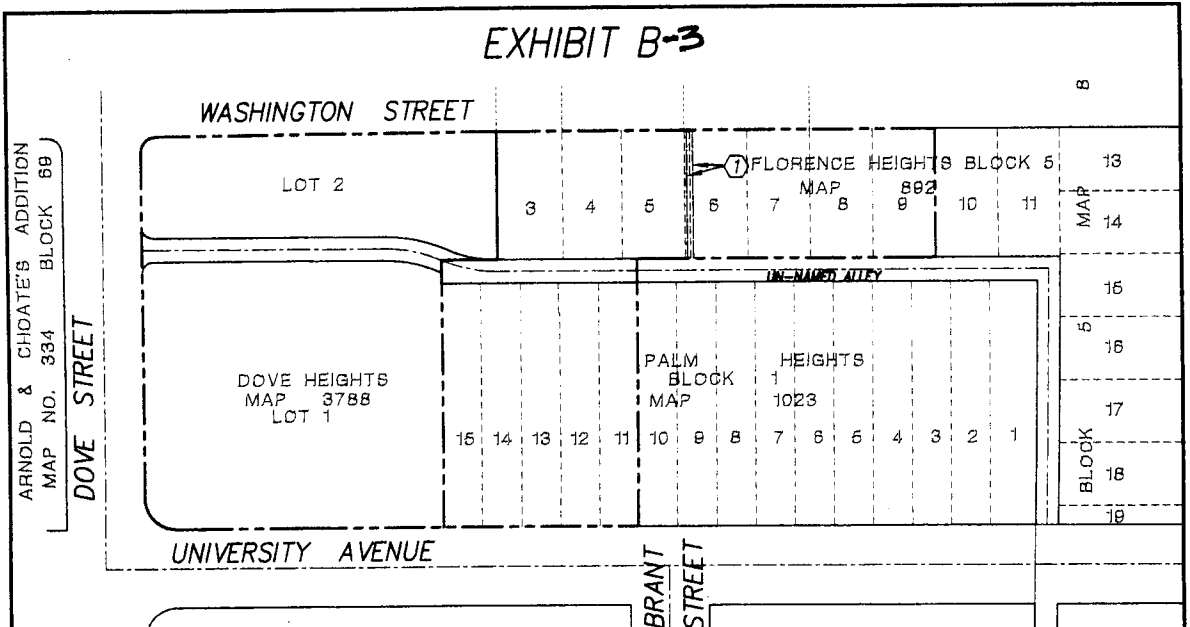 EXHIBIT B-3
WASHINGTON STREET
ARNOLD & CHOATE'S ADDITION
MAP NO. 334 BLOCK 69
DOVE STREET
LOT 2
3 4 5 6 7 8 9 10 11
1 FLORENCE HEIGHTS BLOCK 5
MAP 892
8
MAP
BLOCK 5
13
14
15
16
17
18
19
UN-NAMED ALLEY
DOVE HEIGHTS
MAP 3788
LOT 1
PALM HEIGHTS
BLOCK 1
MAP 1023
15 14 13 12 11 10 9 8 7 6 5 4 3 2 1
UNIVERSITY AVENUE
BRANT
STREET